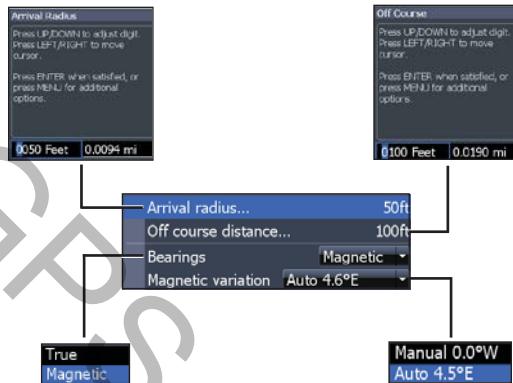 Arrival Radius
Press UP/DOWN to adjust digit.
Press LEFT/RIGHT to move
cursor.
Press ENTER when satisfied, or
press MENU for additional
options.
0050 Feet 0.0094 mi
Off Course
Press UP/DOWN to adjust digit.
Press LEFT/RIGHT to move
cursor.
Press ENTER when satisfied, or
press MENU for additional
options.
0100 Feet 0.0190 mi
Arrival radius... 50ft
Off course distance... 100ft
Bearings Magnetic
Magnetic variation Auto 4.6°E
True
Magnetic
Manual 0.0°W
Auto 4.5°E
GPS